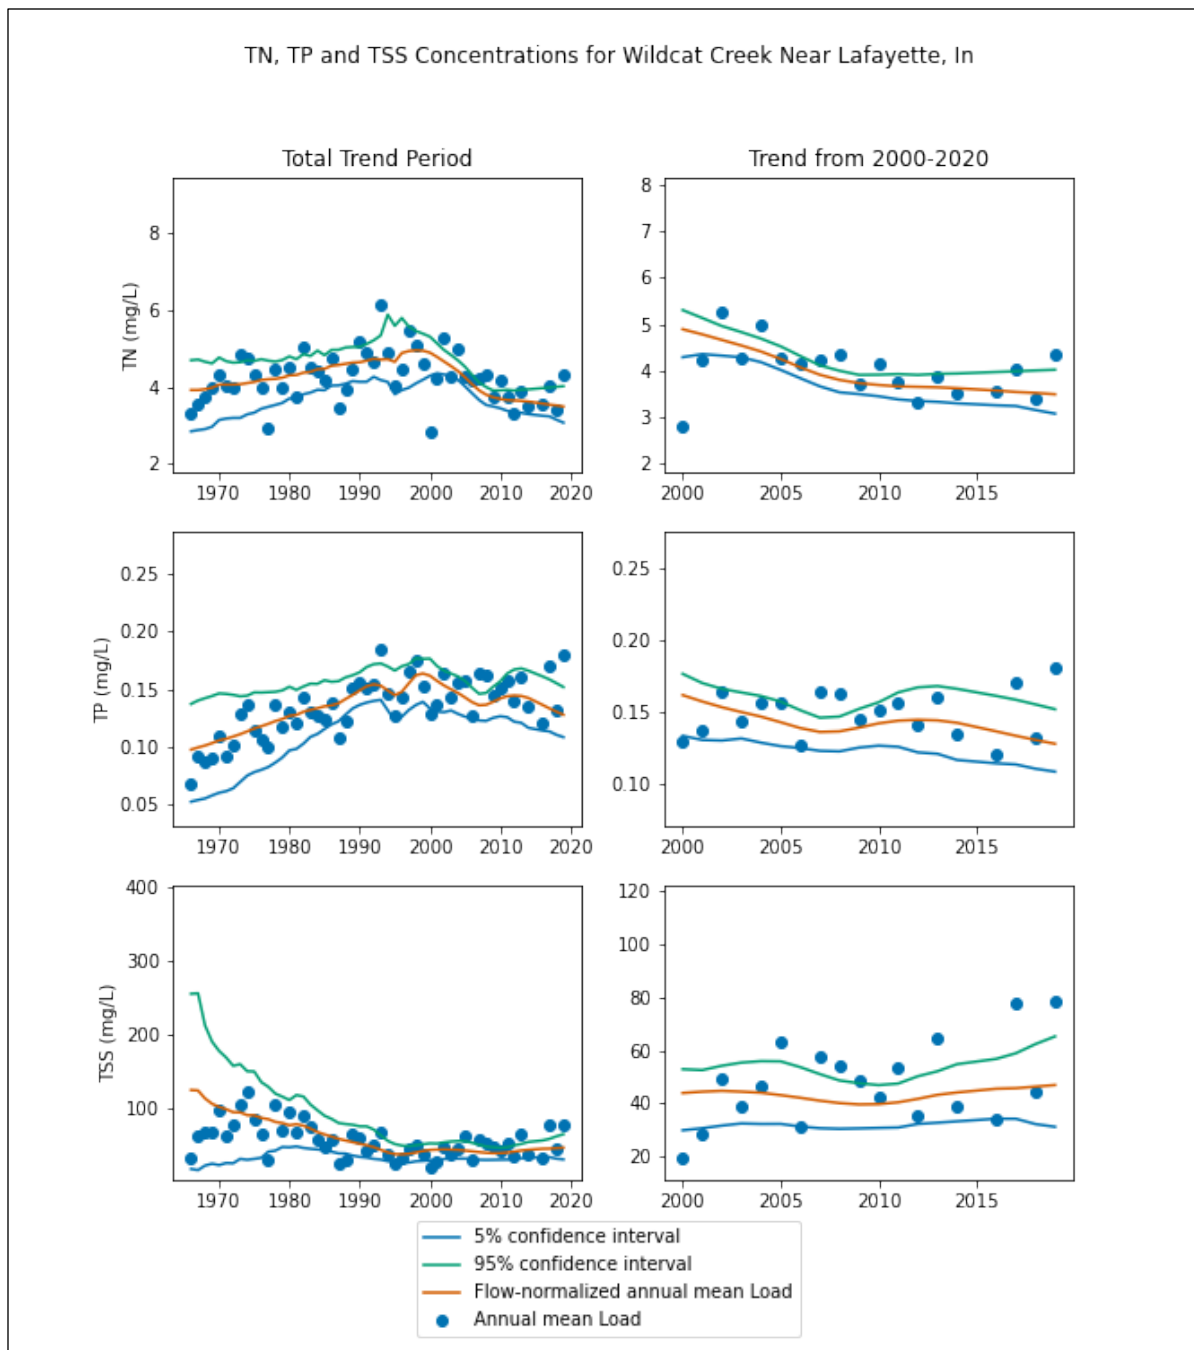 TN, TP and TSS Concentrations for Wildcat Creek Near Lafayette, In
Total Trend Period
Trend from 2000-2020
TN (mg/L)
8
6
4
2
1970 1980 1990 2000 2010 2020
8
7
6
5
4
3
2
2000 2005 2010 2015
TP (mg/L)
0.25
0.20
0.15
0.10
0.05
1970 1980 1990 2000 2010 2020
0.25
0.20
0.15
0.10
2000 2005 2010 2015
TSS (mg/L)
400
300
200
100
1970 1980 1990 2000 2010 2020
120
100
80
60
40
20
2000 2005 2010 2015
5% confidence interval
95% confidence interval
Flow-normalized annual mean Load
Annual mean Load